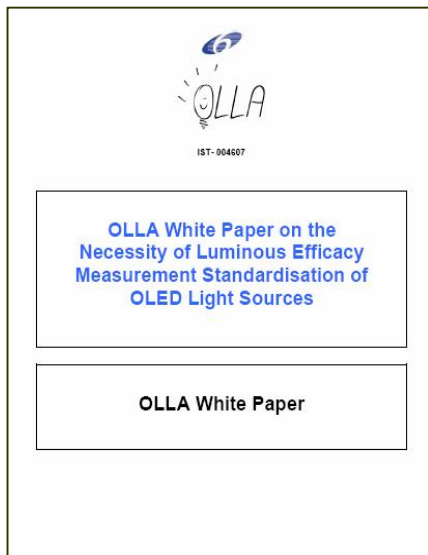 6
OLLA
IST- 004607
OLLA White Paper on the
Necessity of Luminous Efficacy
Measurement Standardisation of
OLED Light Sources
OLLA White Paper